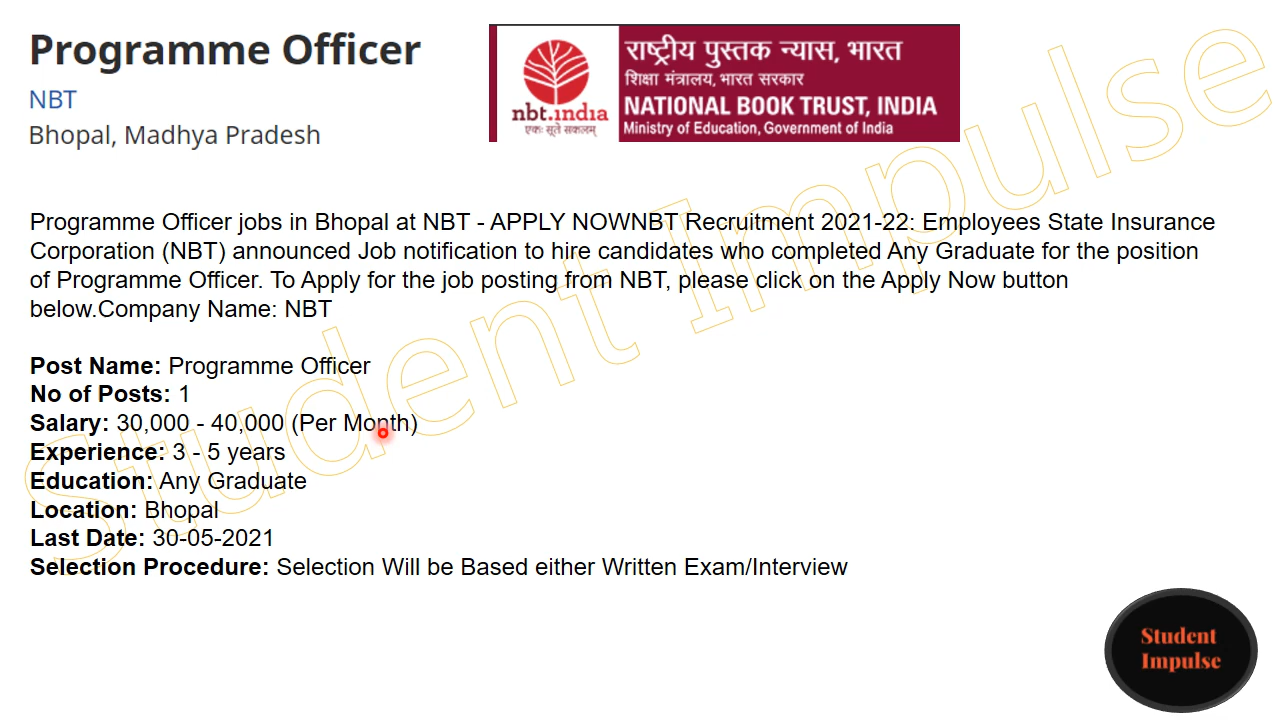 Programme Officer
NBT
Bhopal, Madhya Pradesh
राष्ट्रीय पुस्तक न्यास, भारत
शिक्षा मंत्रालय, भारत सरकार
NATIONAL BOOK TRUST, INDIA
Ministry of Education, Government of India
nbt.india
एकः सूते सकलम्
Programme Officer jobs in Bhopal at NBT - APPLY NOWNBT Recruitment 2021-22: Employees State Insurance
Corporation (NBT) announced Job notification to hire candidates who completed Any Graduate for the position
of Programme Officer. To Apply for the job posting from NBT, please click on the Apply Now button
below.Company Name: NBT
Post Name: Programme Officer
No of Posts: 1
Salary: 30,000 - 40,000 (Per Month)
Experience: 3 - 5 years
Education: Any Graduate
Location: Bhopal
Last Date: 30-05-2021
Selection Procedure: Selection Will be Based either Written Exam/Interview
Student Impulse
Student
Impulse